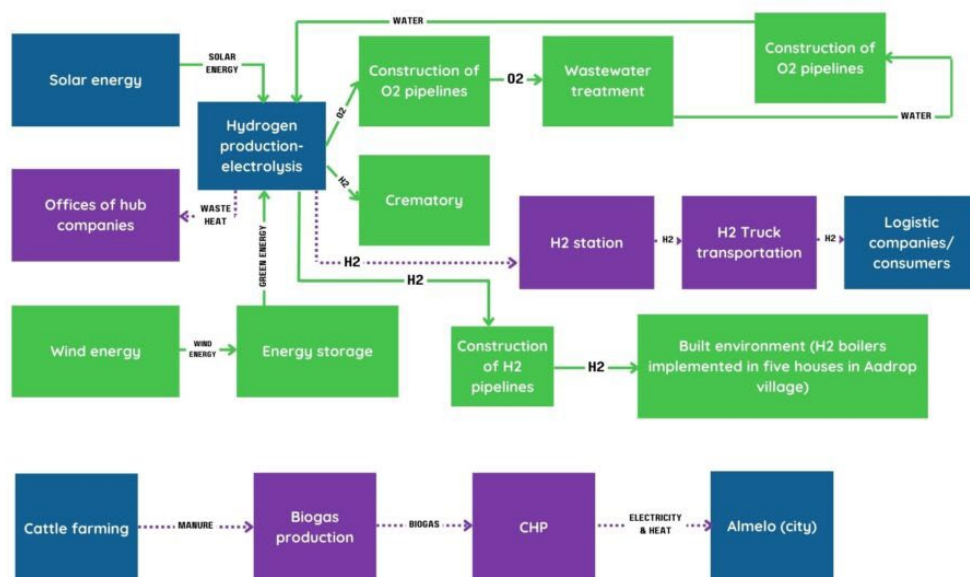 WATER
Solar energy
SOLAR
ENERGY
Construction of
O2 pipelines
O2
Wastewater
treatment
Construction of
O2 pipelines
WATER
Hydrogen
production-
electrolysis
O2
H2
Crematory
Offices of hub
companies
WASTE
HEAT
H2 station
H2
H2 Truck
transportation
H2
Logistic
companies/
consumers
H2
H2
GREEN ENERGY
Wind energy
WIND
ENERGY
Energy storage
Construction
of H2
pipelines
H2
Built environment (H2 boilers
implemented in five houses in Aadrop
village)
Cattle farming
MANURE
Biogas
production
BIOGAS
CHP
ELECTRICITY
& HEAT
Almelo (city)